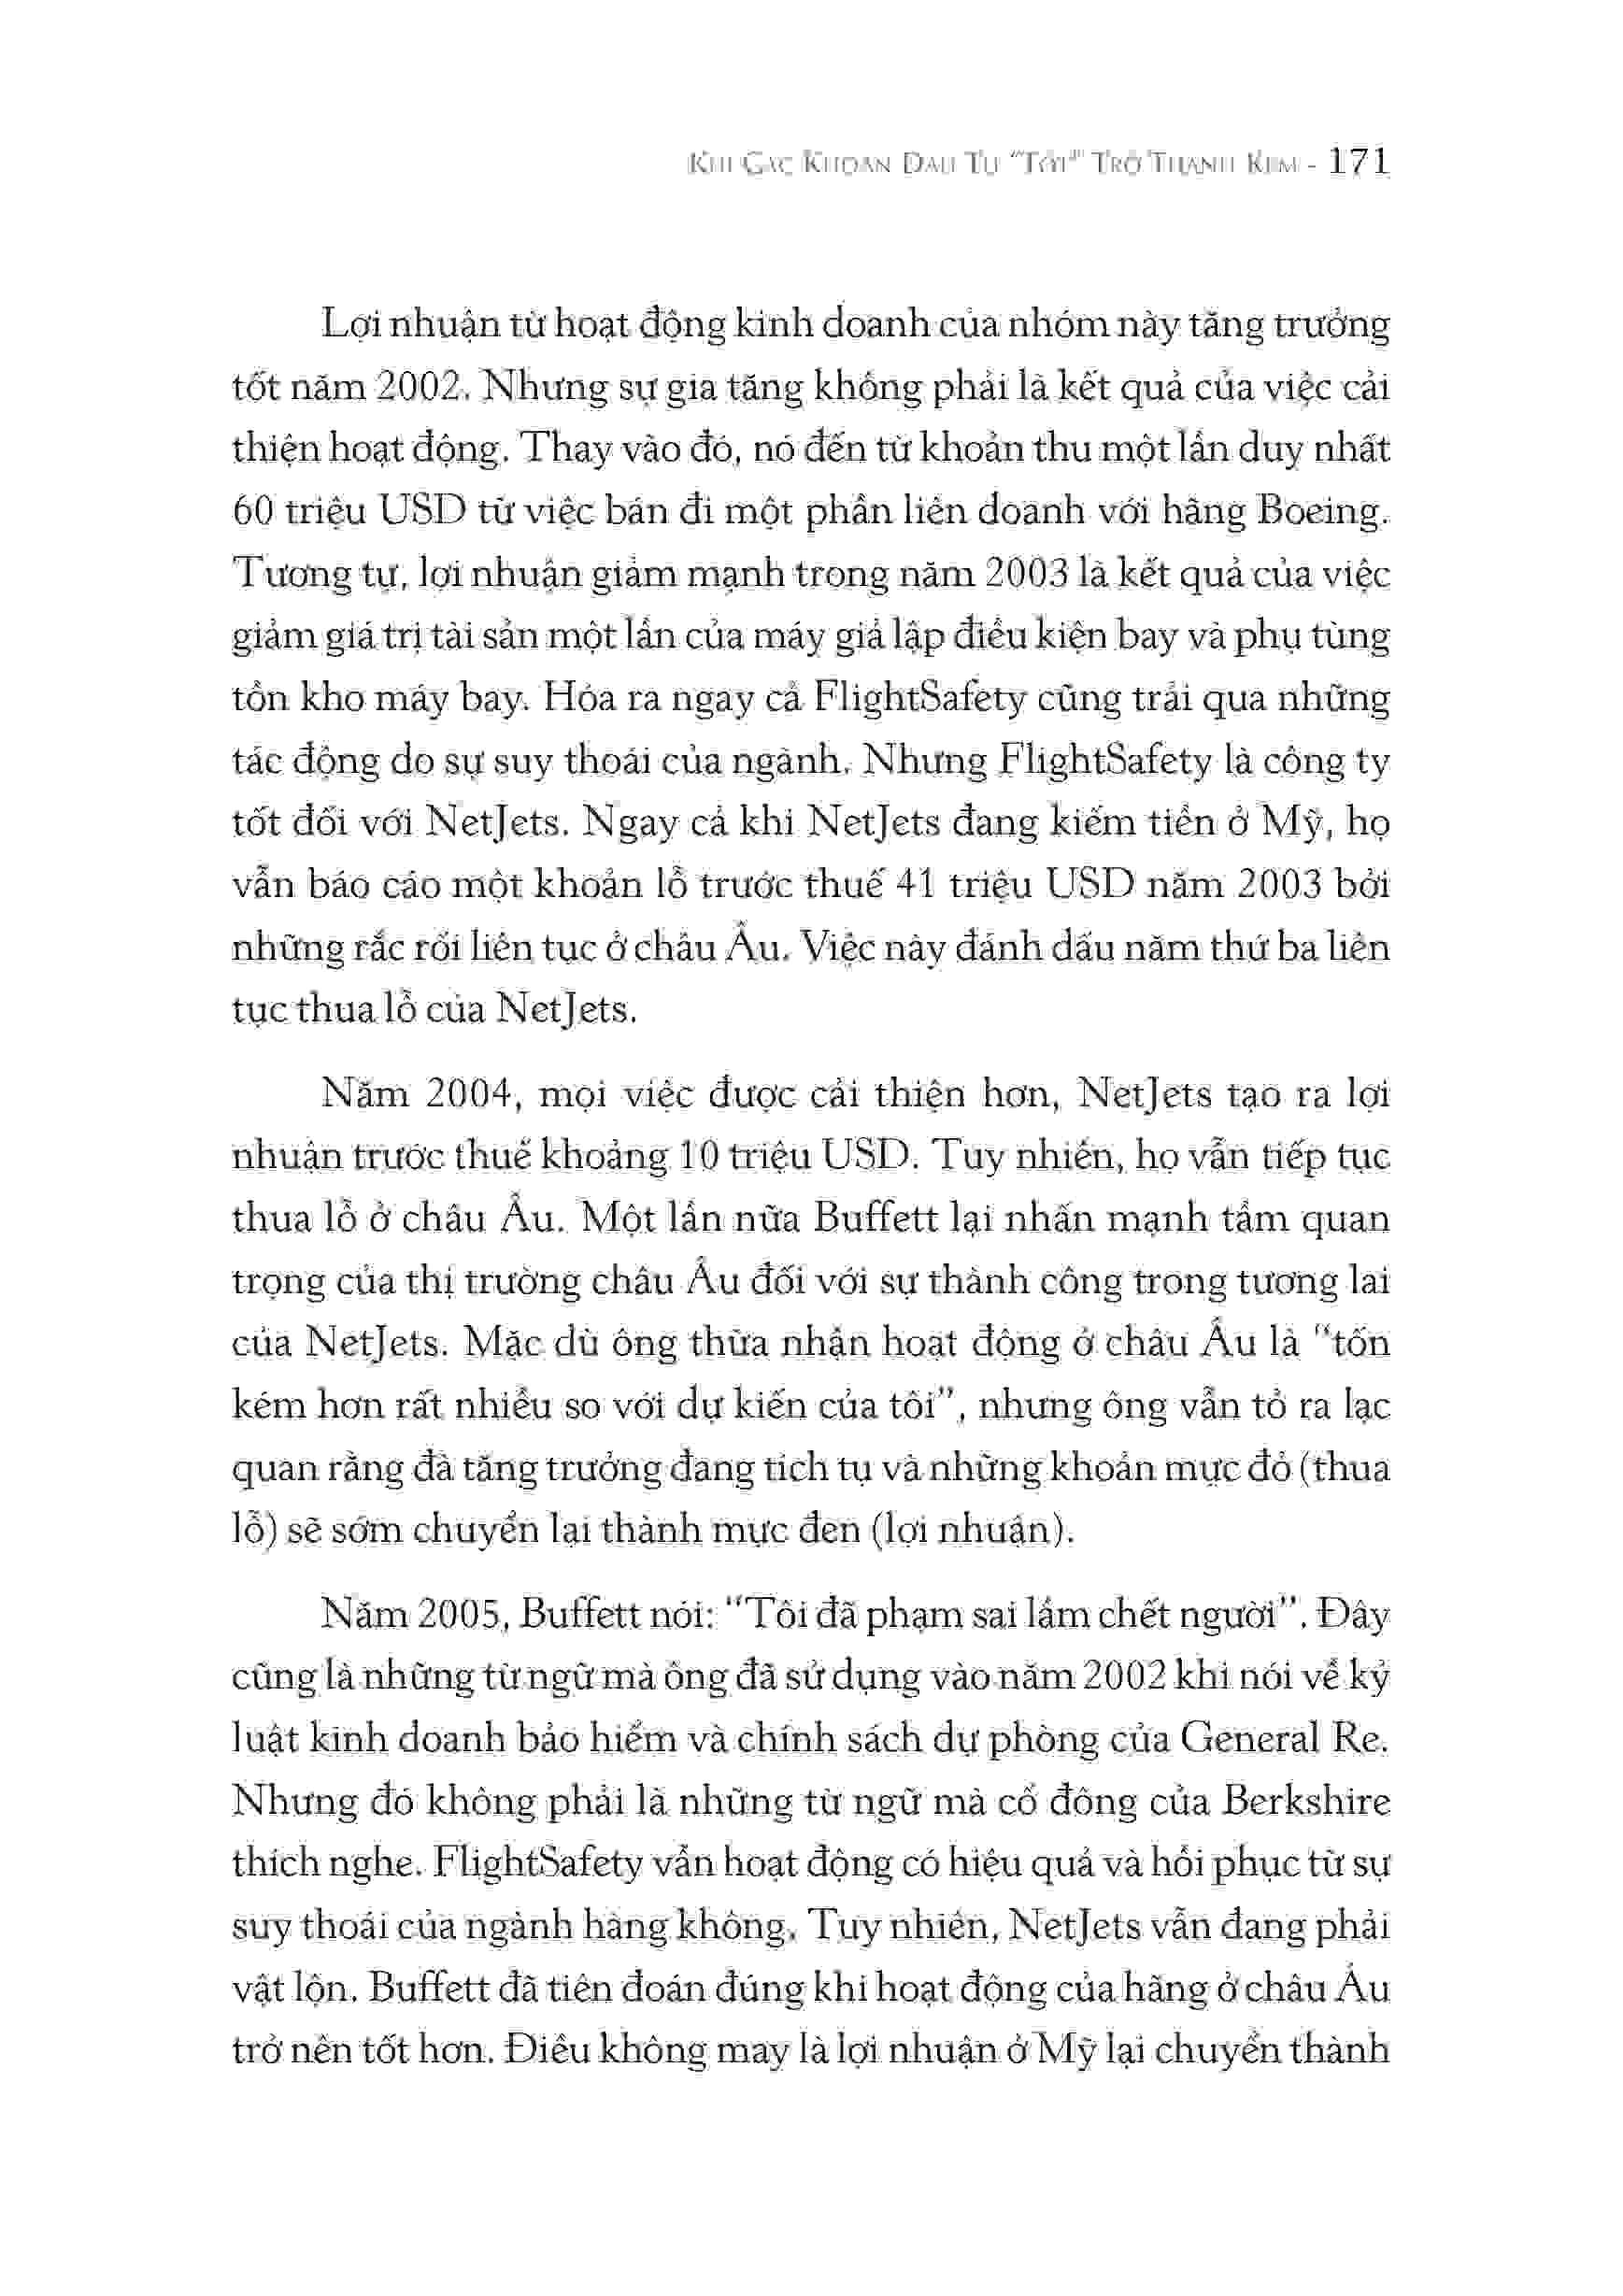 KHI CÁC KHOẢN ĐẦU TƯ "TỐT" TRỞ THÀNH KÉM - 171
Lợi nhuận từ hoạt động kinh doanh của nhóm này tăng trưởng
tốt năm 2002. Nhưng sự gia tăng không phải là kết quả của việc cải
thiện hoạt động. Thay vào đó, nó đến từ khoản thu một lần duy nhất
60 triệu USD từ việc bán đi một phần liên doanh với hãng Boeing.
Tương tự, lợi nhuận giảm mạnh trong năm 2003 là kết quả của việc
giảm giá trị tài sản một lần của máy giả lập điều kiện bay và phụ tùng
tồn kho máy bay. Hóa ra ngay cả FlightSafety cũng trải qua những
tác động do sự suy thoái của ngành. Nhưng FlightSafety là công ty
tốt đối với NetJets. Ngay cả khi NetJets đang kiếm tiền ở Mỹ, họ
vẫn báo cáo một khoản lỗ trước thuế 41 triệu USD năm 2003 bởi
những rắc rối liên tục ở châu Âu. Việc này đánh dấu năm thứ ba liên
tục thua lỗ của NetJets.
Năm 2004, mọi việc được cải thiện hơn, NetJets tạo ra lợi
nhuận trước thuế khoảng 10 triệu USD. Tuy nhiên, họ vẫn tiếp tục
thua lỗ ở châu Âu. Một lần nữa Buffett lại nhấn mạnh tầm quan
trọng của thị trường châu Âu đối với sự thành công trong tương lai
của NetJets. Mặc dù ông thừa nhận hoạt động ở châu Âu là "tốn
kém hơn rất nhiều so với dự kiến của tôi", nhưng ông vẫn tỏ ra lạc
quan rằng đà tăng trưởng đang tích tụ và những khoản mực đỏ (thua
lỗ) sẽ sớm chuyển lại thành mực đen (lợi nhuận).
Năm 2005, Buffett nói: "Tôi đã phạm sai lầm chết người". Đây
cũng là những từ ngữ mà ông đã sử dụng vào năm 2002 khi nói về kỷ
luật kinh doanh bảo hiểm và chính sách dự phòng của General Re.
Nhưng đó không phải là những từ ngữ mà cổ đông của Berkshire
thích nghe. FlightSafety vẫn hoạt động có hiệu quả và hồi phục từ sự
suy thoái của ngành hàng không. Tuy nhiên, NetJets vẫn đang phải
vật lộn. Buffett đã tiên đoán đúng khi hoạt động của hãng ở châu Âu
trở nên tốt hơn. Điều không may là lợi nhuận ở Mỹ lại chuyển thành